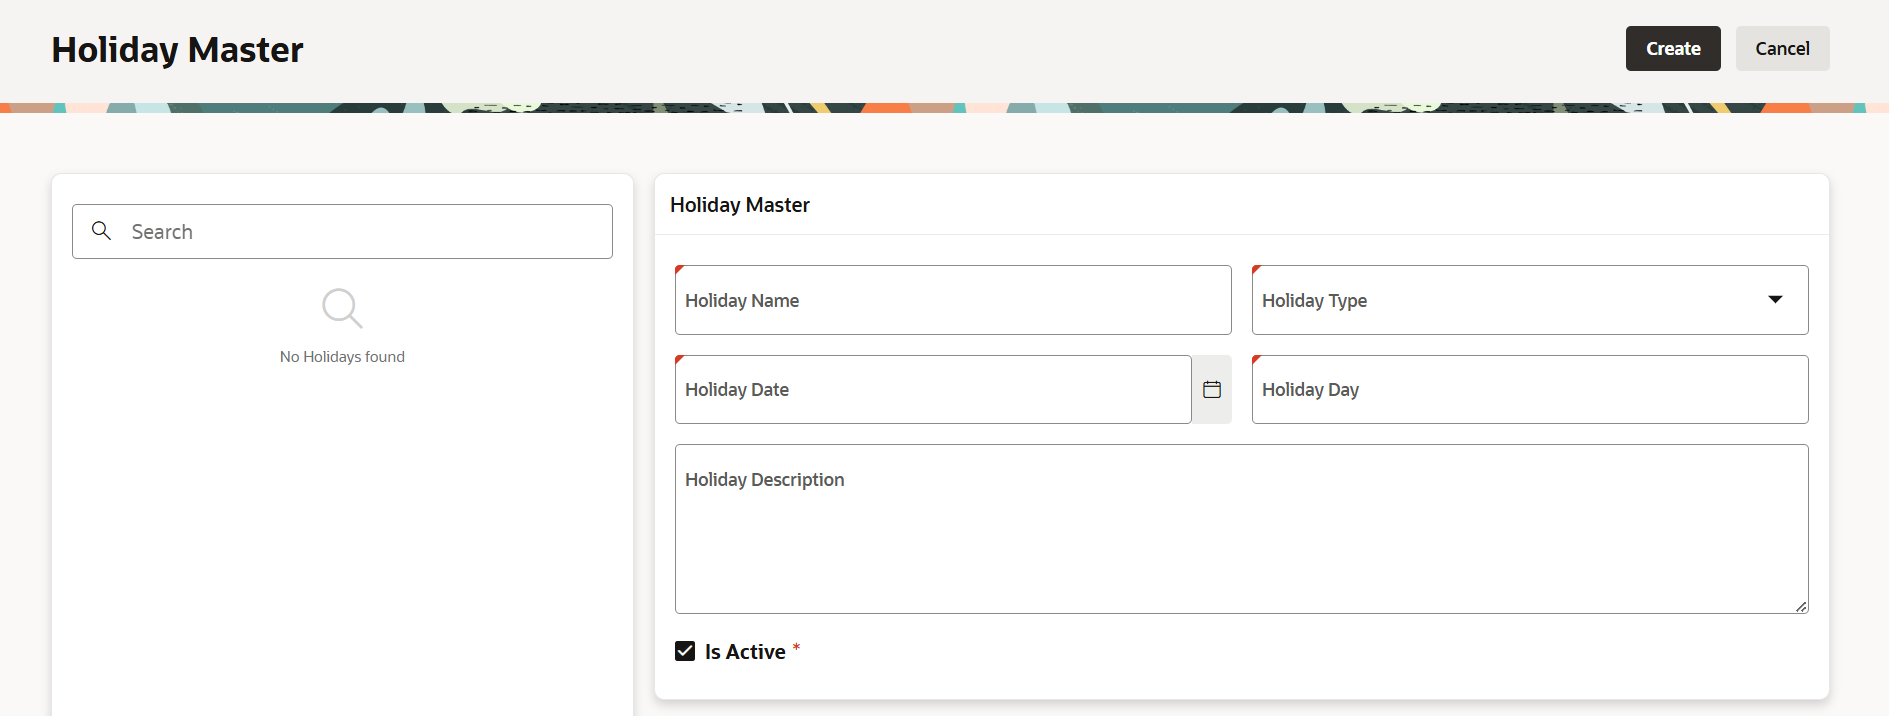 Holiday Master
Create
Cancel
Search
No Holidays found
Holiday Master
Holiday Name
Holiday Type
Holiday Date
Holiday Day
Holiday Description
Is Active *